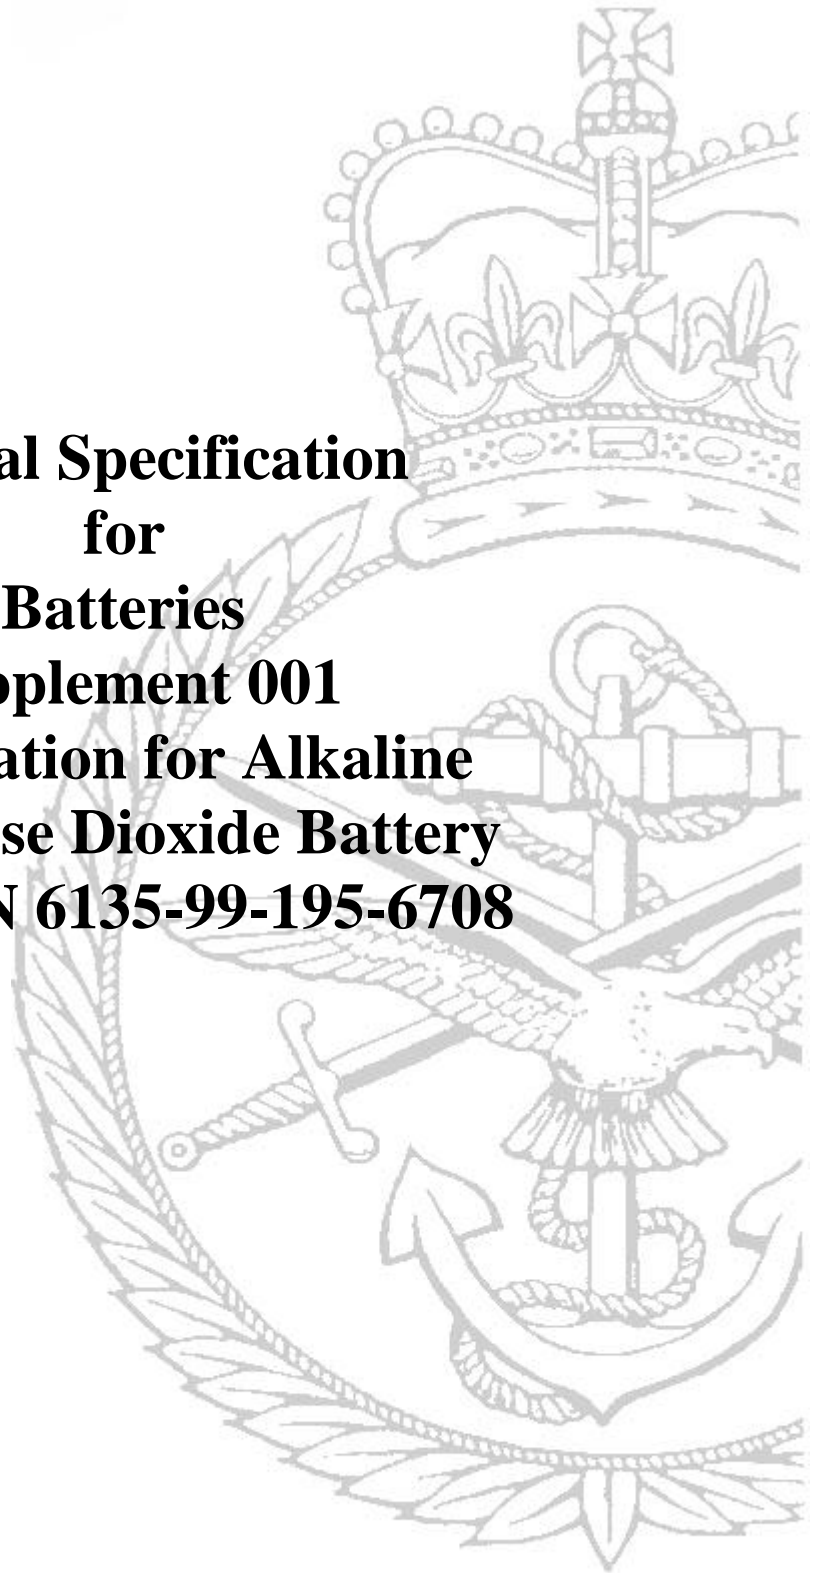 al Specification
for
Batteries
pplement 001
ation for Alkaline
se Dioxide Battery
N 6135-99-195-6708